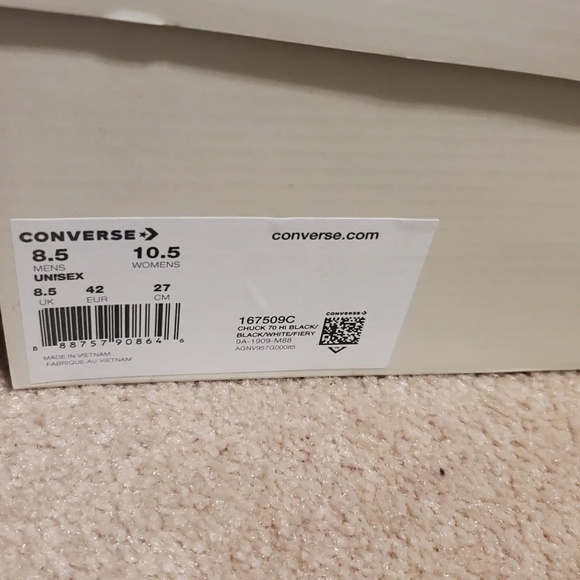 CONVERSE
converse.com
8.5 10.5
MENS WOMENS
UNISEX
8.5 42 27
UK EUR CM
8 88757 90864 6
MADE IN VIETNAM
FABRIQUE AU VIETNAM
167509C
CHUCK 70 HI BLACK/
BLACK/WHITE/FIERY
9A-1909-M88
AGNV957G00085
CONVERSE